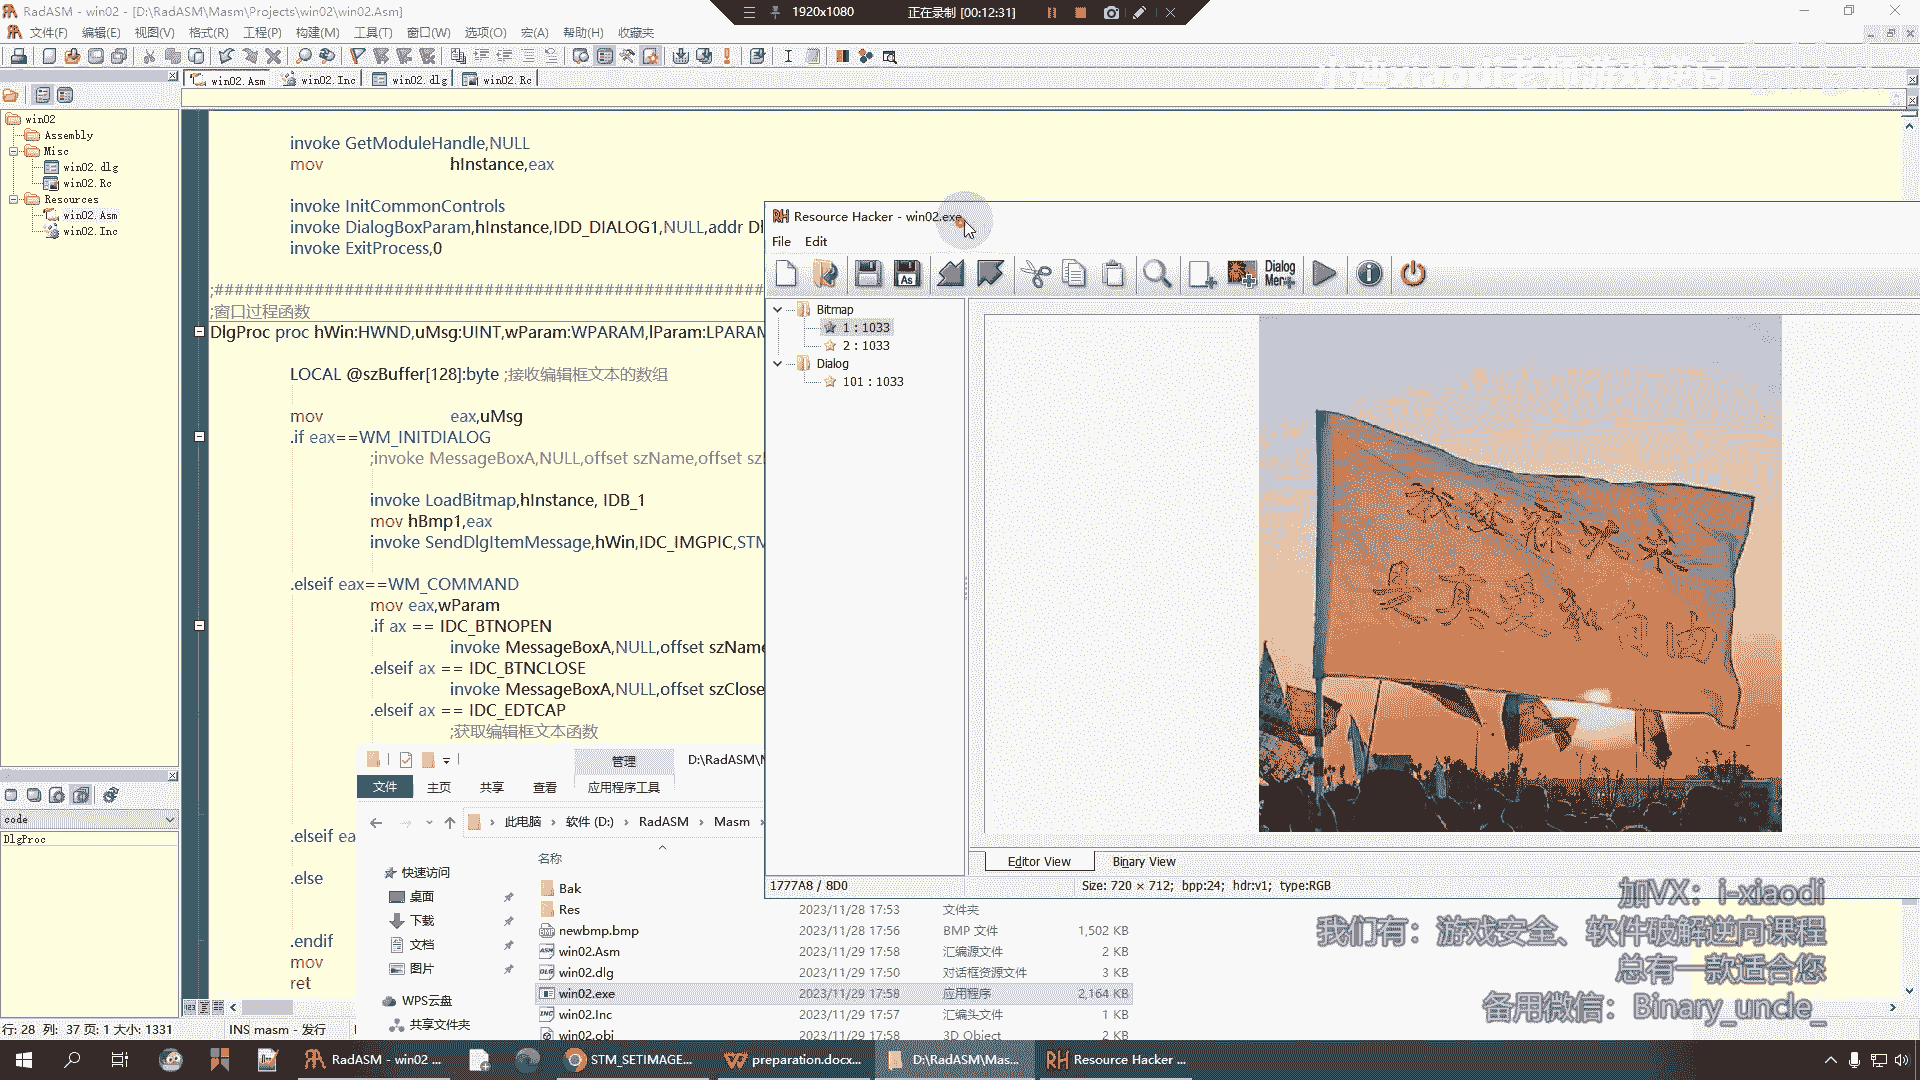 RadASM - win02 - [D:\RadASM\Masm\Projects\win02\win02.Asm]
1920x1080
正在录制 [00:12:31]
文件(F) 编辑(E) 视图(V) 格式(R) 工程(P) 构建(M) 工具(T) 窗口(W) 选项(O) 宏(A) 帮助(H) 收藏夹
win02.Asm win02.Inc win02.dlg win02.Rc
win02
Assembly
Misc
win02.dlg
win02.Rc
Resources
win02.Asm
win02.Inc
code
DlgProc
invoke GetModuleHandle,NULL
mov hInstance,eax
invoke InitCommonControls
invoke DialogBoxParam,hInstance,IDD_DIALOG1,NULL,addr Dl
invoke ExitProcess,0
;窗口过程函数
DlgProc proc hWin:HWND,uMsg:UINT,wParam:WPARAM,lParam:LPARAM
LOCAL @szBuffer[128]:byte ;接收编辑框文本的数组
mov eax,uMsg
.if eax==WM_INITDIALOG
;invoke MessageBoxA,NULL,offset szName,offset sz
invoke LoadBitmap,hInstance, IDB_1
mov hBmp1,eax
invoke SendDlgItemMessage,hWin,IDC_IMGPIC,STM
.elseif eax==WM_COMMAND
mov eax,wParam
.if ax == IDC_BTNOPEN
invoke MessageBoxA,NULL,offset szName
.elseif ax == IDC_BTNCLOSE
invoke MessageBoxA,NULL,offset szClose
.elseif ax == IDC_EDTCAP
;获取编辑框文本函数
.elseif ea
.else
.endif
mov
ret
Resource Hacker - win02.exe
File Edit
Dialog
Menu
Bitmap
1 : 1033
2 : 1033
Dialog
101 : 1033
我毕徕大未
是真爱和自由
Editor View Binary View
1777A8 / 8D0
Size: 720 × 712; bpp:24; hdr:v1; type:RGB
管理 D:\RadASM\M
文件 主页 共享 查看 应用程序工具
此电脑 › 软件 (D:) › RadASM › Masm ›
名称
快速访问
桌面
下载
文档
图片
WPS云盘
共享文件夹
Bak
Res 2023/11/28 17:53 文件夹
newbmp.bmp 2023/11/28 17:56 BMP 文件 1,502 KB
win02.Asm 2023/11/29 17:58 汇编源文件 2 KB
win02.dlg 2023/11/29 17:50 对话框资源文件 3 KB
win02.exe 2023/11/29 17:58 应用程序 2,164 KB
win02.Inc 2023/11/29 17:57 汇编头文件 1 KB
win02.obj 2023/11/29 17:58 3D Object 2 KB
加VX：i-xiaodi
我们有：游戏安全、软件破解逆向课程
总有一款适合您
备用微信：Binary_uncle_
行: 28 列: 37 页: 1 大小: 1331 INS masm - 发行
RadASM - win02 ... STM_SETIMAGE... preparation.docx... D:\RadASM\Mas... Resource Hacker ...